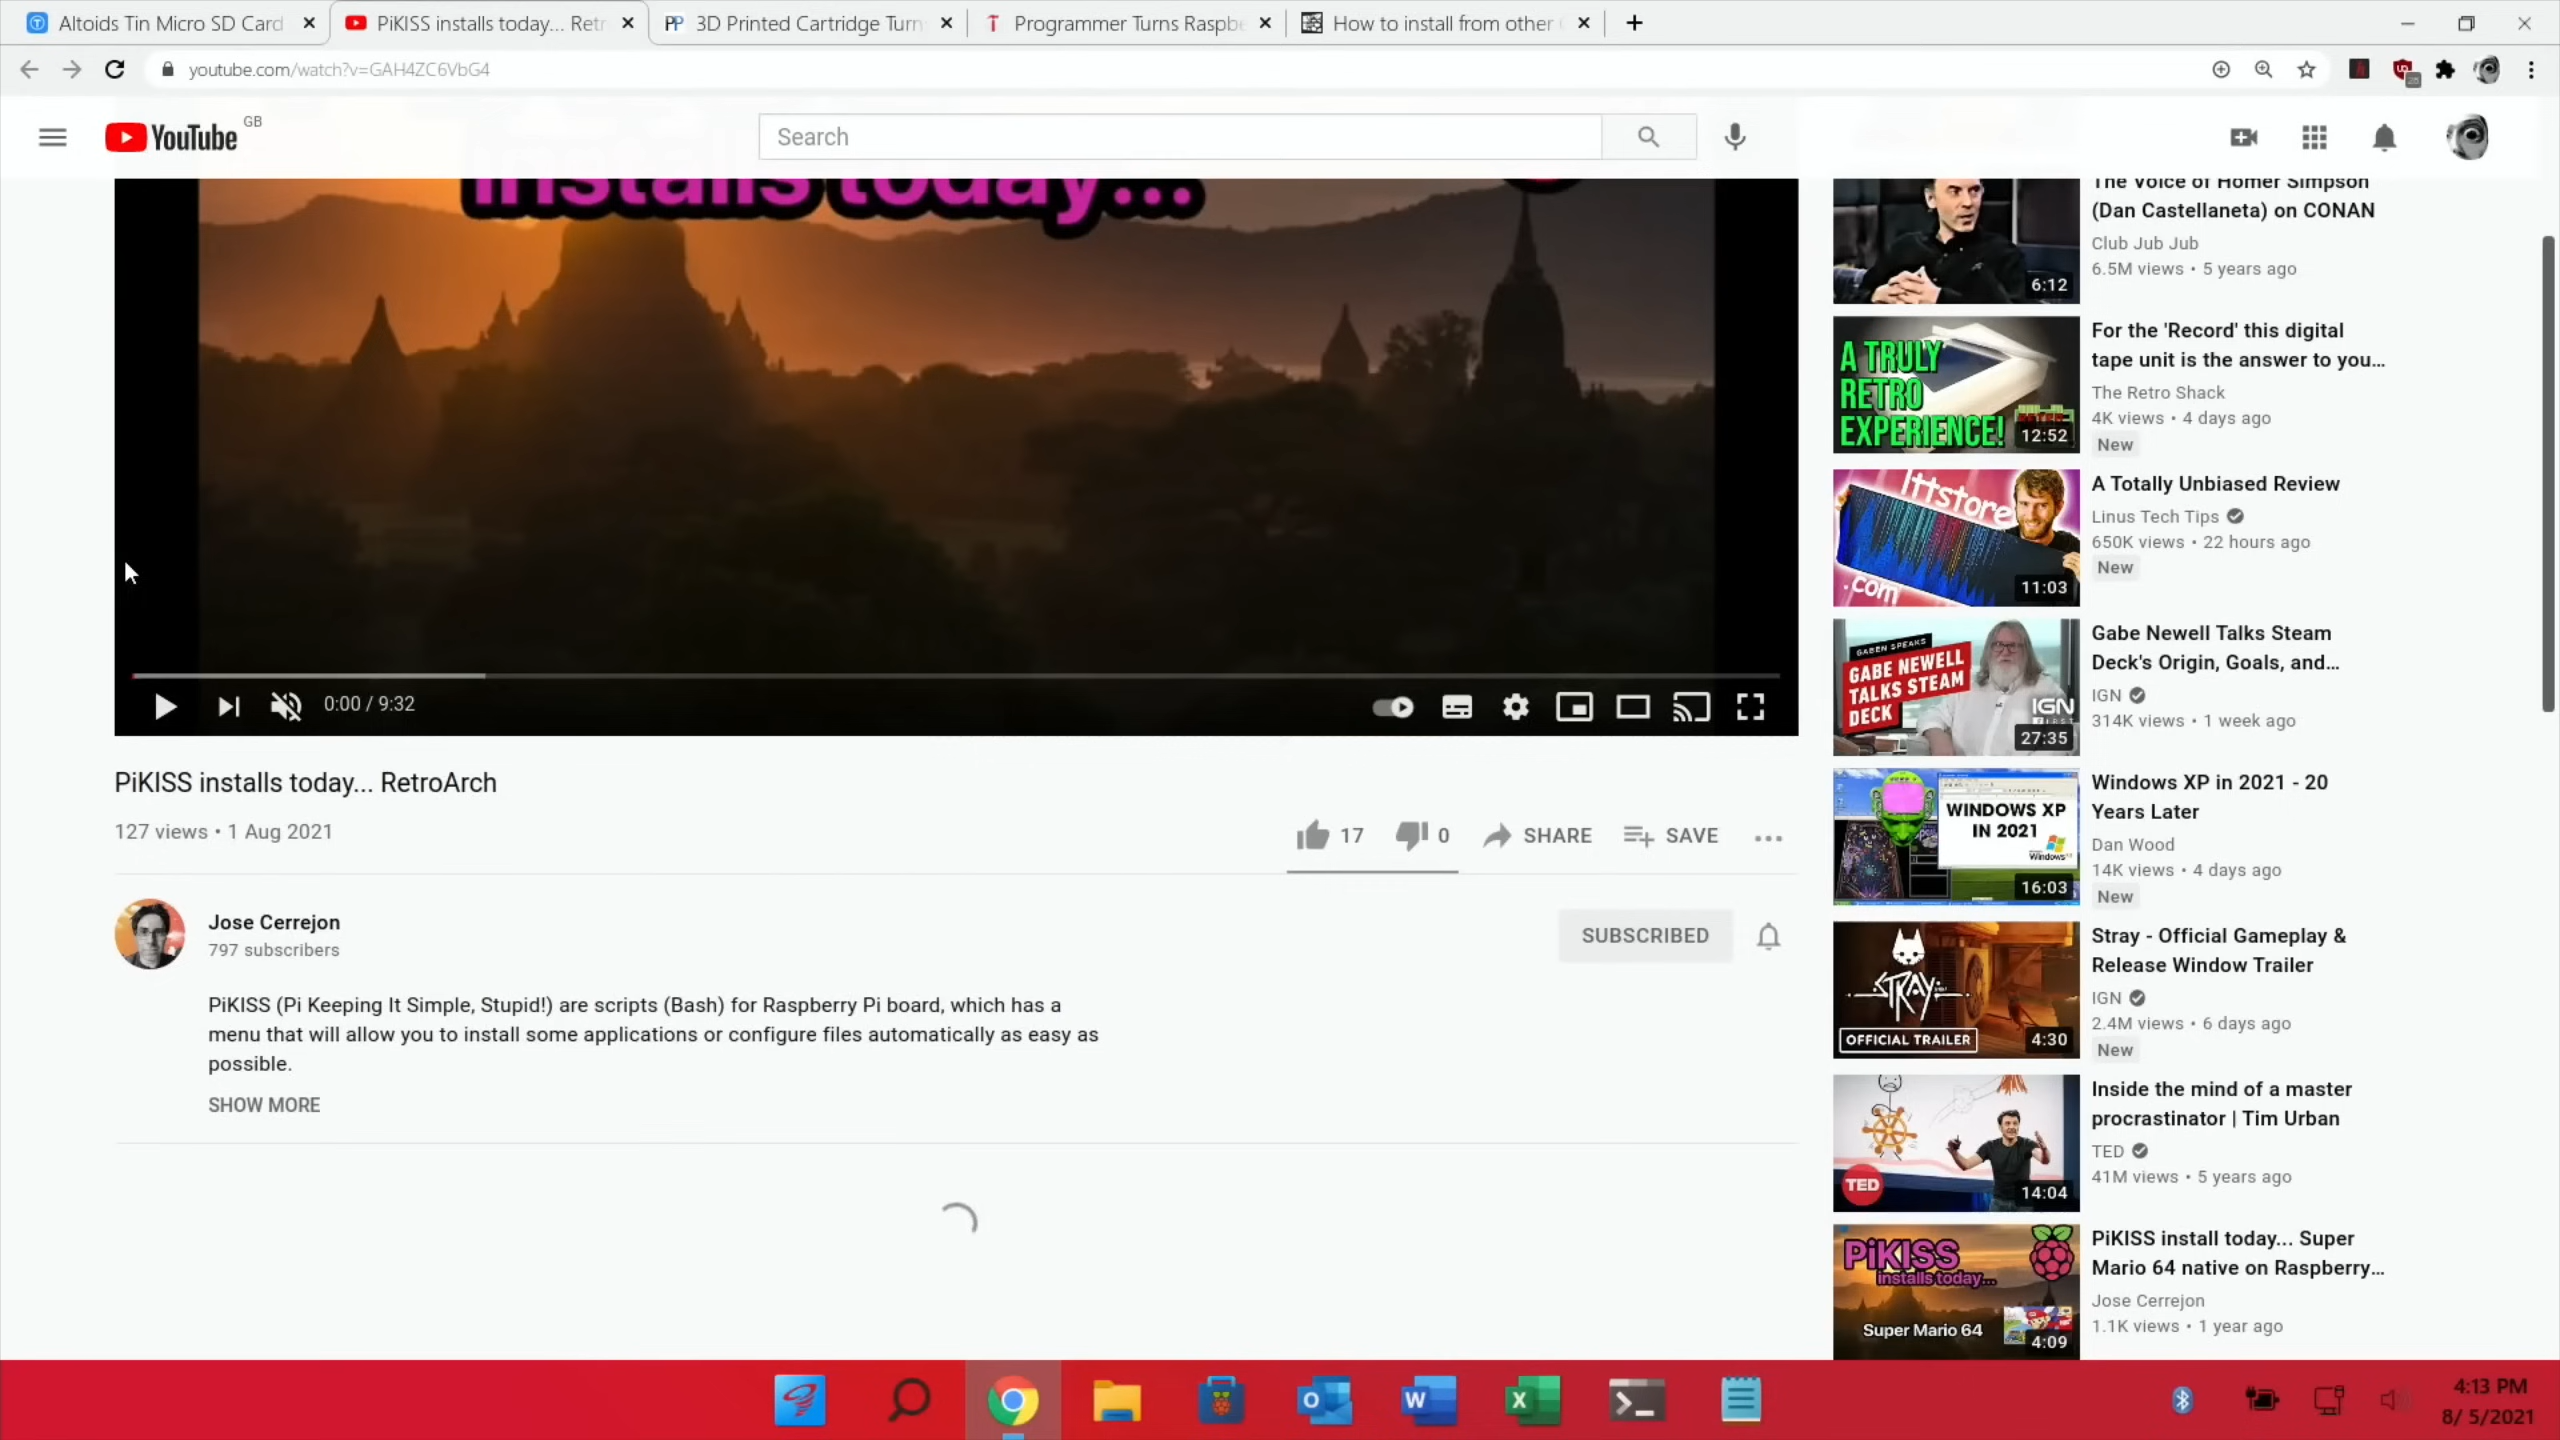 Altoids Tin Micro SD Card
PiKISS installs today... Retr
3D Printed Cartridge Turn
Programmer Turns Raspbe
How to install from other
youtube.com/watch?v=GAH4ZC6VbG4
YouTube GB
Search
installs today...
0:00 / 9:32
PiKISS installs today... RetroArch
127 views • 1 Aug 2021
17
0
SHARE
SAVE
Jose Cerrejon
797 subscribers
SUBSCRIBED
PiKISS (Pi Keeping It Simple, Stupid!) are scripts (Bash) for Raspberry Pi board, which has a
menu that will allow you to install some applications or configure files automatically as easy as
possible.
SHOW MORE
6:12
The Voice of Homer Simpson
(Dan Castellaneta) on CONAN
Club Jub Jub
6.5M views • 5 years ago
A TRULY
RETRO
EXPERIENCE!
12:52
For the 'Record' this digital
tape unit is the answer to you...
The Retro Shack
4K views • 4 days ago
New
lttstore
.com
11:03
A Totally Unbiased Review
Linus Tech Tips
650K views • 22 hours ago
New
GABEN SPEAKS
GABE NEWELL
TALKS STEAM
DECK
IGN
FIRST
27:35
Gabe Newell Talks Steam
Deck's Origin, Goals, and...
IGN
314K views • 1 week ago
WINDOWS XP
IN 2021
Windows
16:03
Windows XP in 2021 - 20
Years Later
Dan Wood
14K views • 4 days ago
New
STRAY
OFFICIAL TRAILER
4:30
Stray - Official Gameplay &
Release Window Trailer
IGN
2.4M views • 6 days ago
New
TED
14:04
Inside the mind of a master
procrastinator | Tim Urban
TED
41M views • 5 years ago
PiKISS
installs today...
Super Mario 64
4:09
PiKISS install today... Super
Mario 64 native on Raspberry...
Jose Cerrejon
1.1K views • 1 year ago
4:13 PM
8/ 5/2021